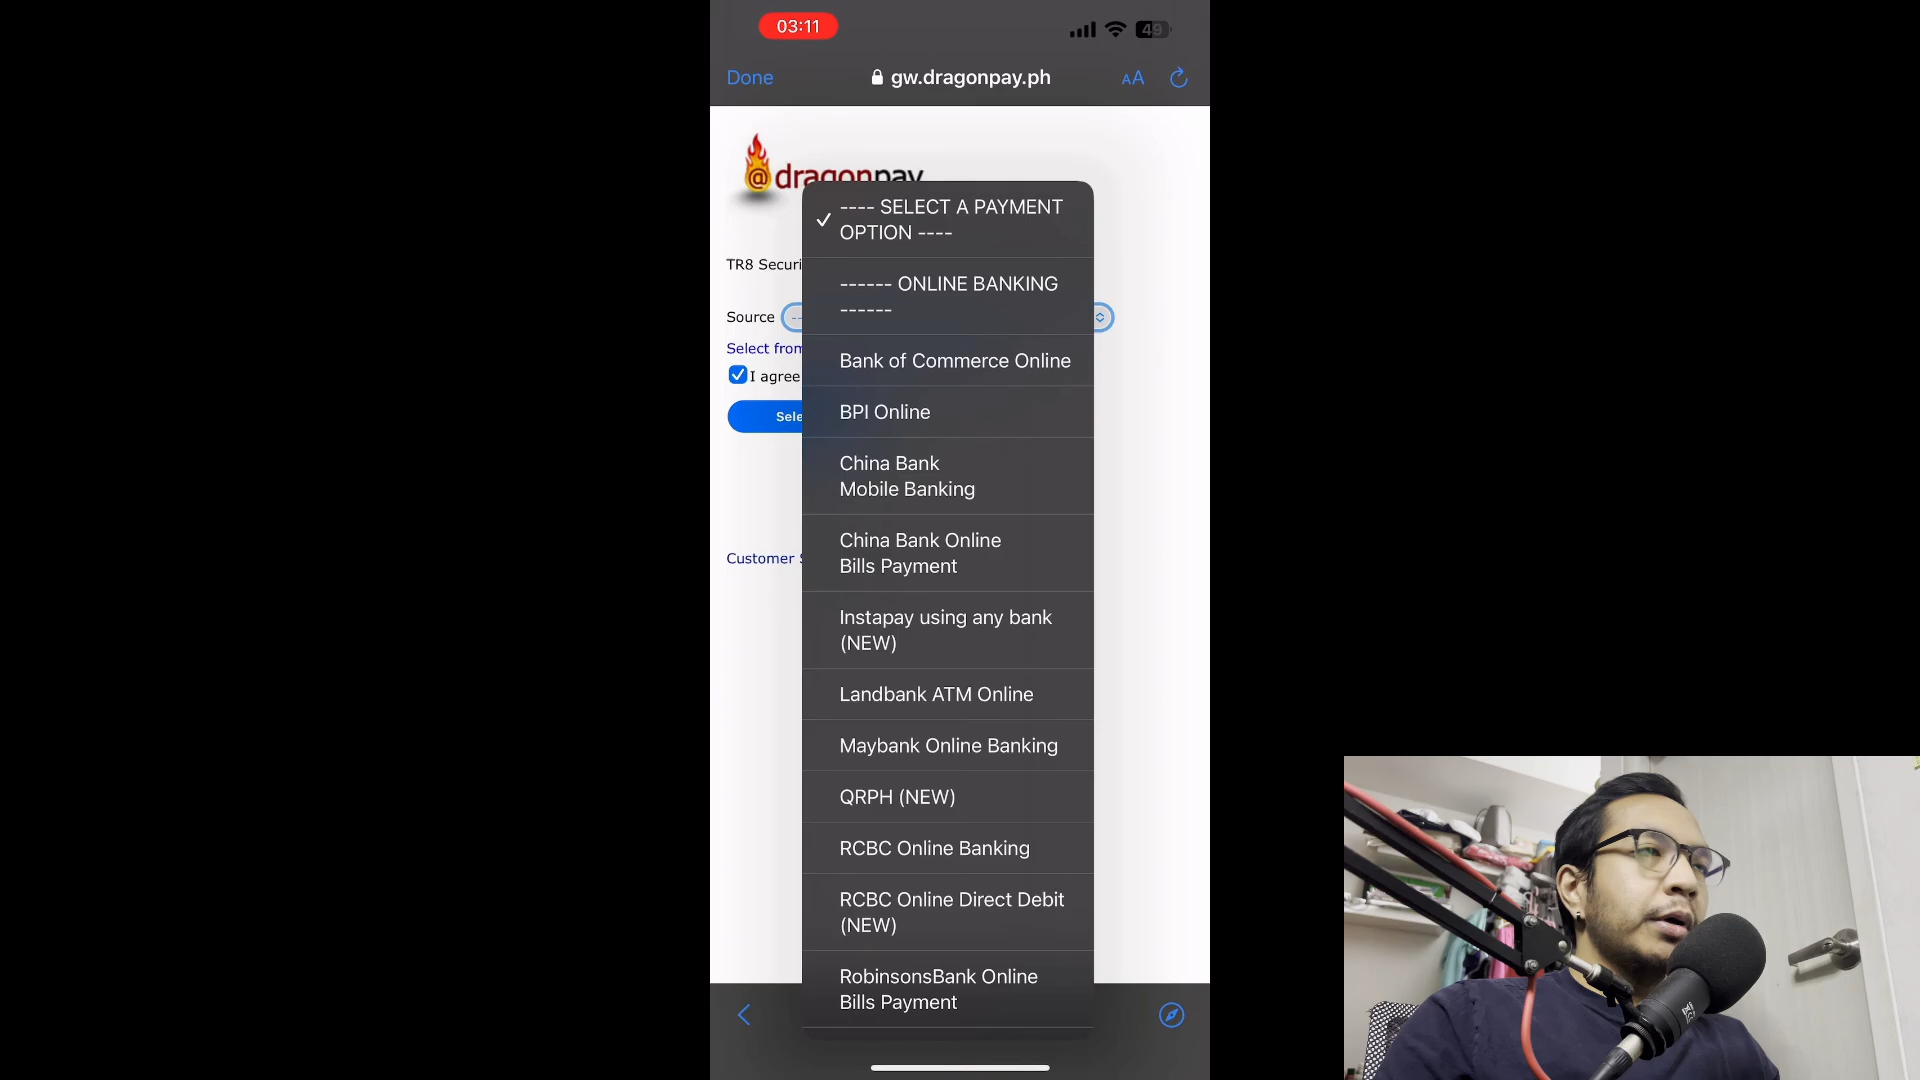 03:11
49
Done
gw.dragonpay.ph
AA
@dragonpay
---- SELECT A PAYMENT
OPTION ----
------ ONLINE BANKING
------
TR8 Securi
Source --
Select from
I agree
Sele
Bank of Commerce Online
BPI Online
China Bank
Mobile Banking
China Bank Online
Bills Payment
Customer S
Instapay using any bank
(NEW)
Landbank ATM Online
Maybank Online Banking
QRPH (NEW)
RCBC Online Banking
RCBC Online Direct Debit
(NEW)
RobinsonsBank Online
Bills Payment